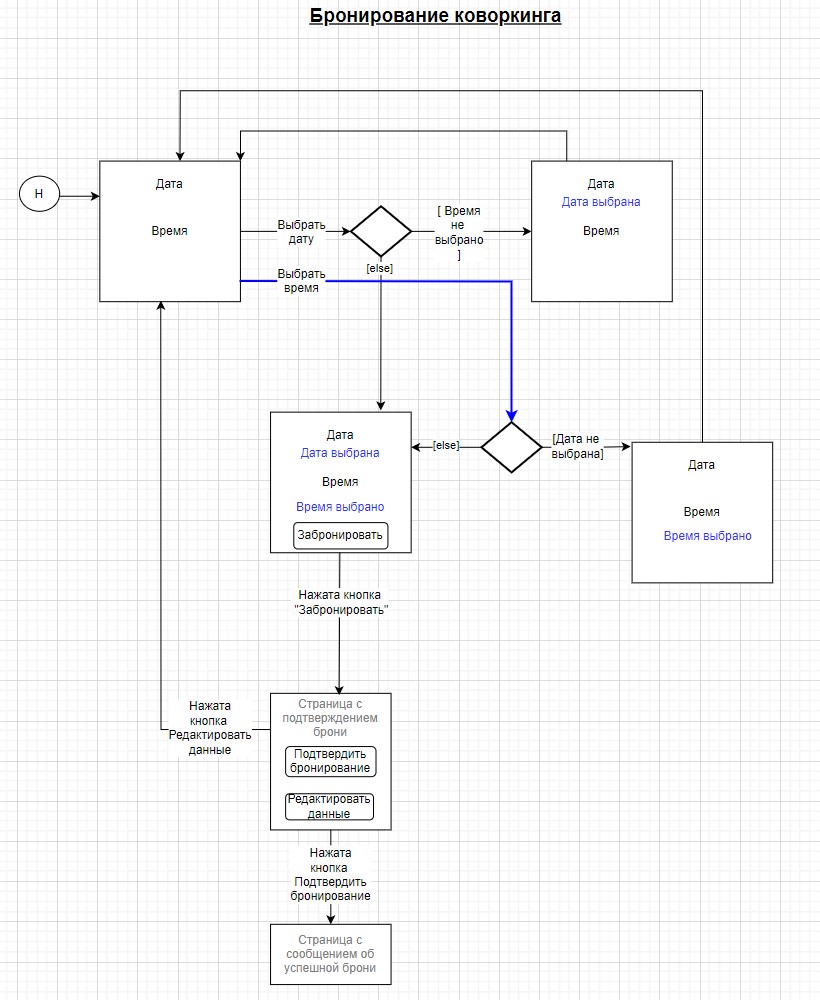 Бронирование коворкинга
Н
Дата
Время
Выбрать
дату
[ Время
не
выбрано
]
Дата
Дата выбрана
Время
[else]
Выбрать
время
Дата
Дата выбрана
Время
Время выбрано
Забронировать
[else]
[Дата не
выбрана]
Дата
Время
Время выбрано
Нажата кнопка
"Забронировать"
Нажата
кнопка
Редактировать
данные
Страница с
подтверждением
брони
Подтвердить
бронирование
Редактировать
данные
Нажата
кнопка
Подтвердить
бронирование
Страница с
сообщением об
успешной брони